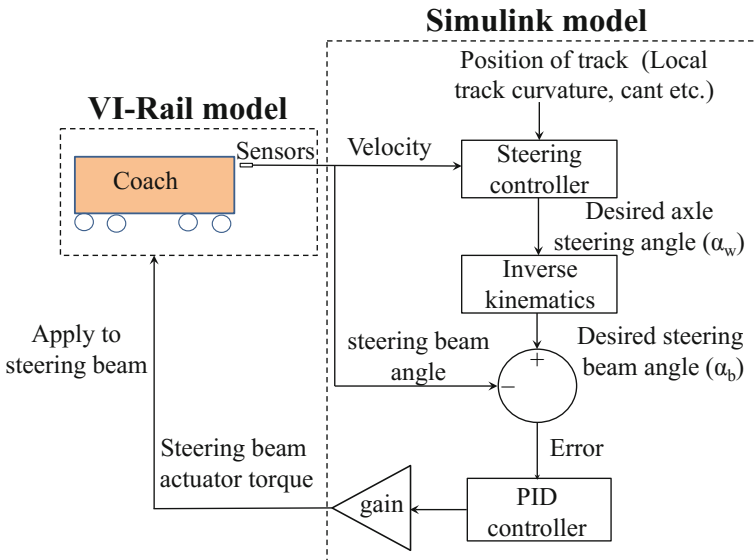 Simulink model
Position of track (Local
track curvature, cant etc.)
VI-Rail model
Sensors
Velocity
Coach
Steering
controller
Desired axle
steering angle (αw)
Inverse
kinematics
Apply to
steering beam
steering beam
angle
+
−
Desired steering
beam angle (αb)
Error
Steering beam
actuator torque
gain
PID
controller